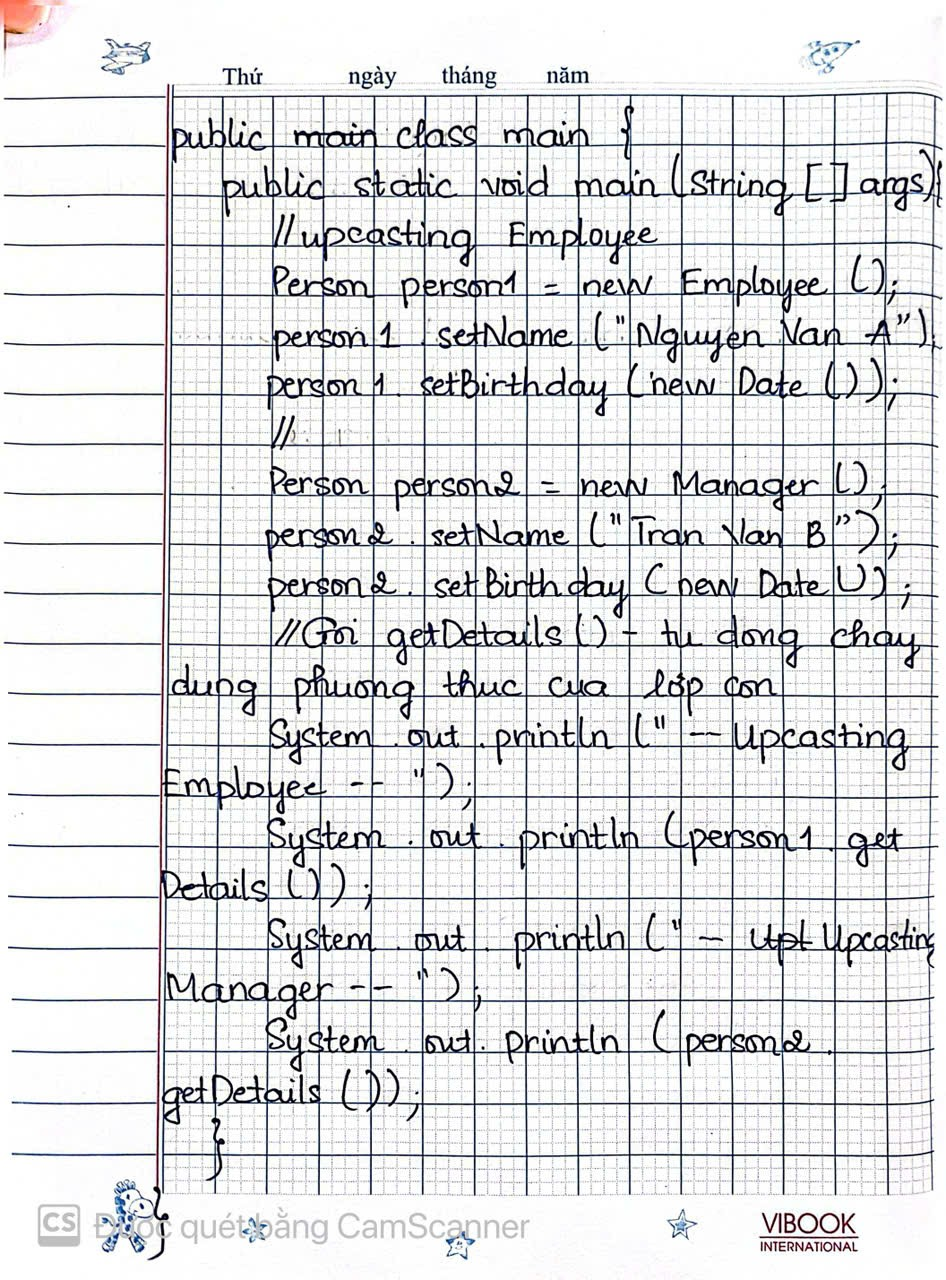 Thứ ngày tháng năm
public main class main {
public static void main (String [] args){
//upcasting Employee
Person person1 = new Employee ();
person1 . setName ("Nguyen Van A");
person1. setBirthday (new Date ());
//
Person person2 = new Manager ();
person2 . setName ("Tran Van B");
person2. setBirthday (new Date ());
//Goi getDetails () - tu dong chay
dung phuong thuc cua lớp con
System . out . println (" -- Upcasting
Employee -- ");
System . out . println (person1. get
Details ());
System . out . println (" -- Upt Upcasting
Manager -- ");
System . out. println (person2.
getDetails ());
}
}
CS Được quét bằng CamScanner
VIBOOK
INTERNATIONAL